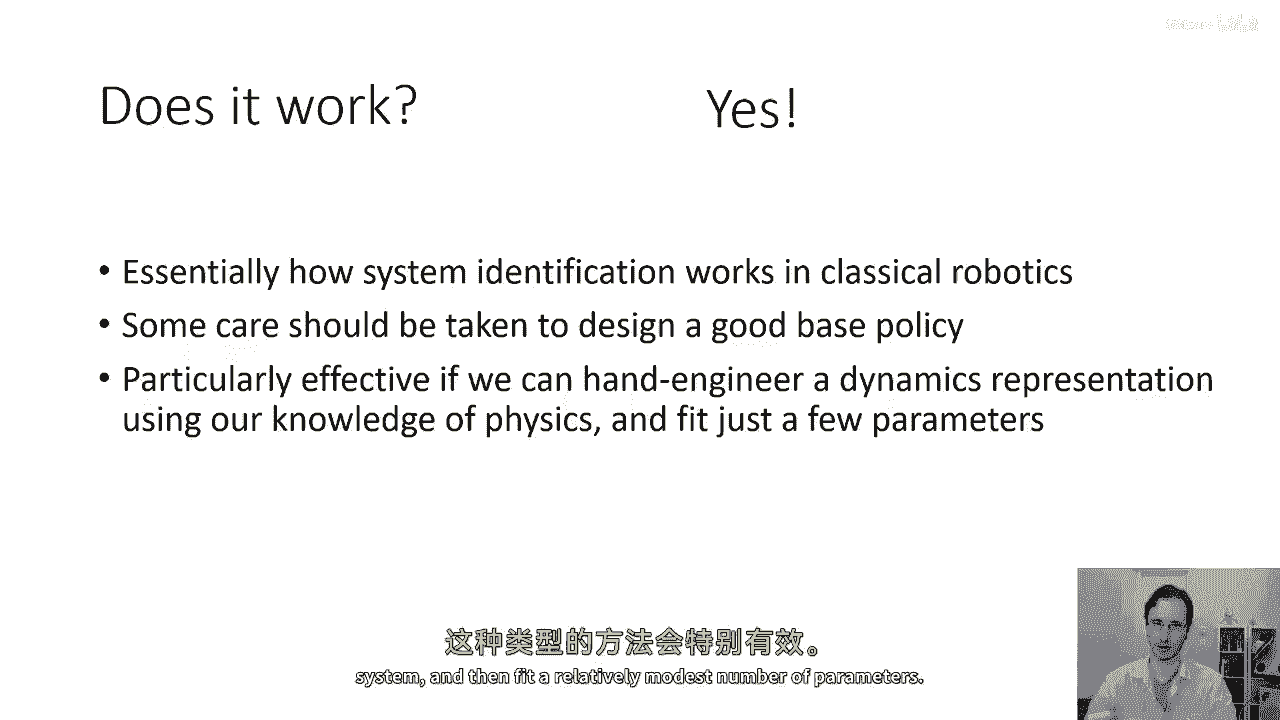 Does it work? Yes!
• Essentially how system identification works in classical robotics
• Some care should be taken to design a good base policy
• Particularly effective if we can hand-engineer a dynamics representation
using our knowledge of physics, and fit just a few parameters
这种类型的方法会特别有效。
system, and then fit a relatively modest number of parameters.